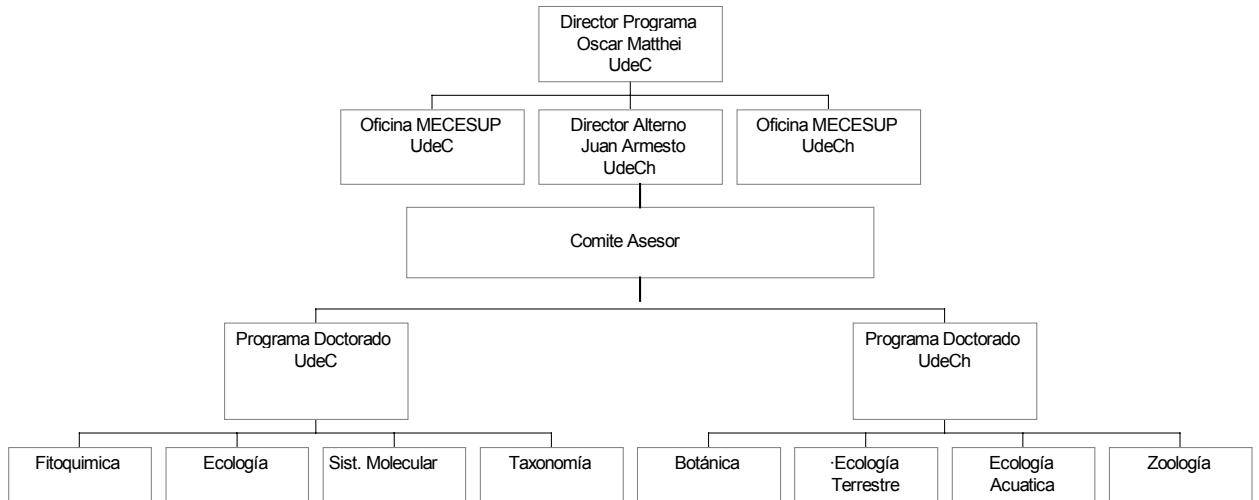 Director Programa
Oscar Matthei
UdeC
Oficina MECESUP
UdeC
Director Alterno
Juan Armesto
UdeCh
Oficina MECESUP
UdeCh
Comite Asesor
Programa Doctorado
UdeC
Programa Doctorado
UdeCh
Fitoquimica
Ecología
Sist. Molecular
Taxonomía
Botánica
·Ecología
Terrestre
Ecología
Acuatica
Zoología